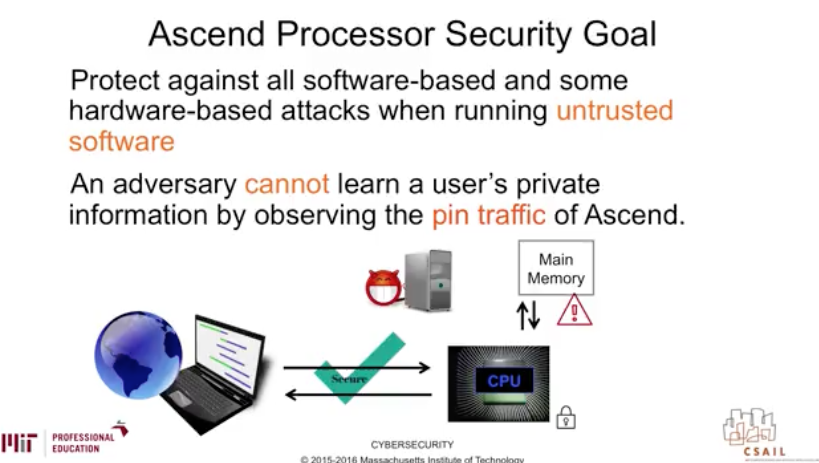 Ascend Processor Security Goal
Protect against all software-based and some
hardware-based attacks when running untrusted
software
An adversary cannot learn a user's private
information by observing the pin traffic of Ascend.
Main
Memory
Secure
CPU
MIT PROFESSIONAL
EDUCATION
CYBERSECURITY
© 2015-2016 Massachusetts Institute of Technology
CSAIL